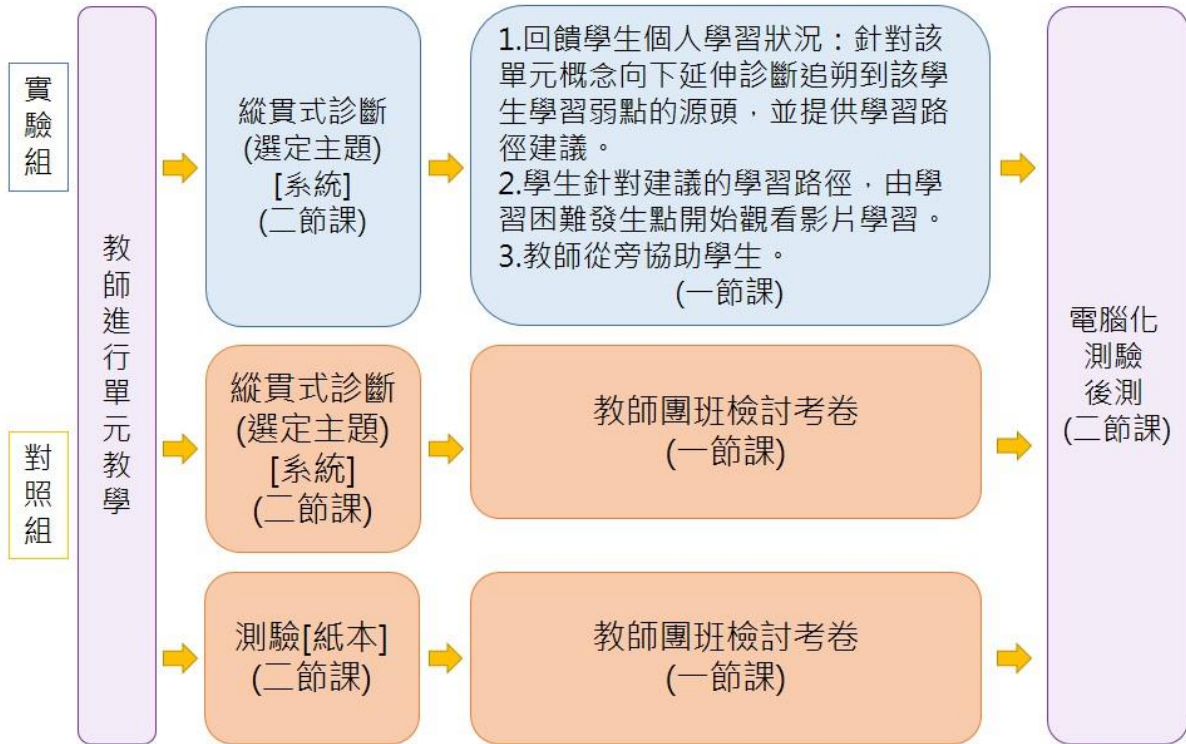 實驗組
對照組
教師進行單元教學
縱貫式診斷
(選定主題)
[系統]
(二節課)
1.回饋學生個人學習狀況：針對該
單元概念向下延伸診斷追朔到該學
生學習弱點的源頭，並提供學習路
徑建議。
2.學生針對建議的學習路徑，由學
習困難發生點開始觀看影片學習。
3.教師從旁協助學生。
(一節課)
縱貫式診斷
(選定主題)
[系統]
(二節課)
教師團班檢討考卷
(一節課)
測驗[紙本]
(二節課)
教師團班檢討考卷
(一節課)
電腦化
測驗
後測
(二節課)